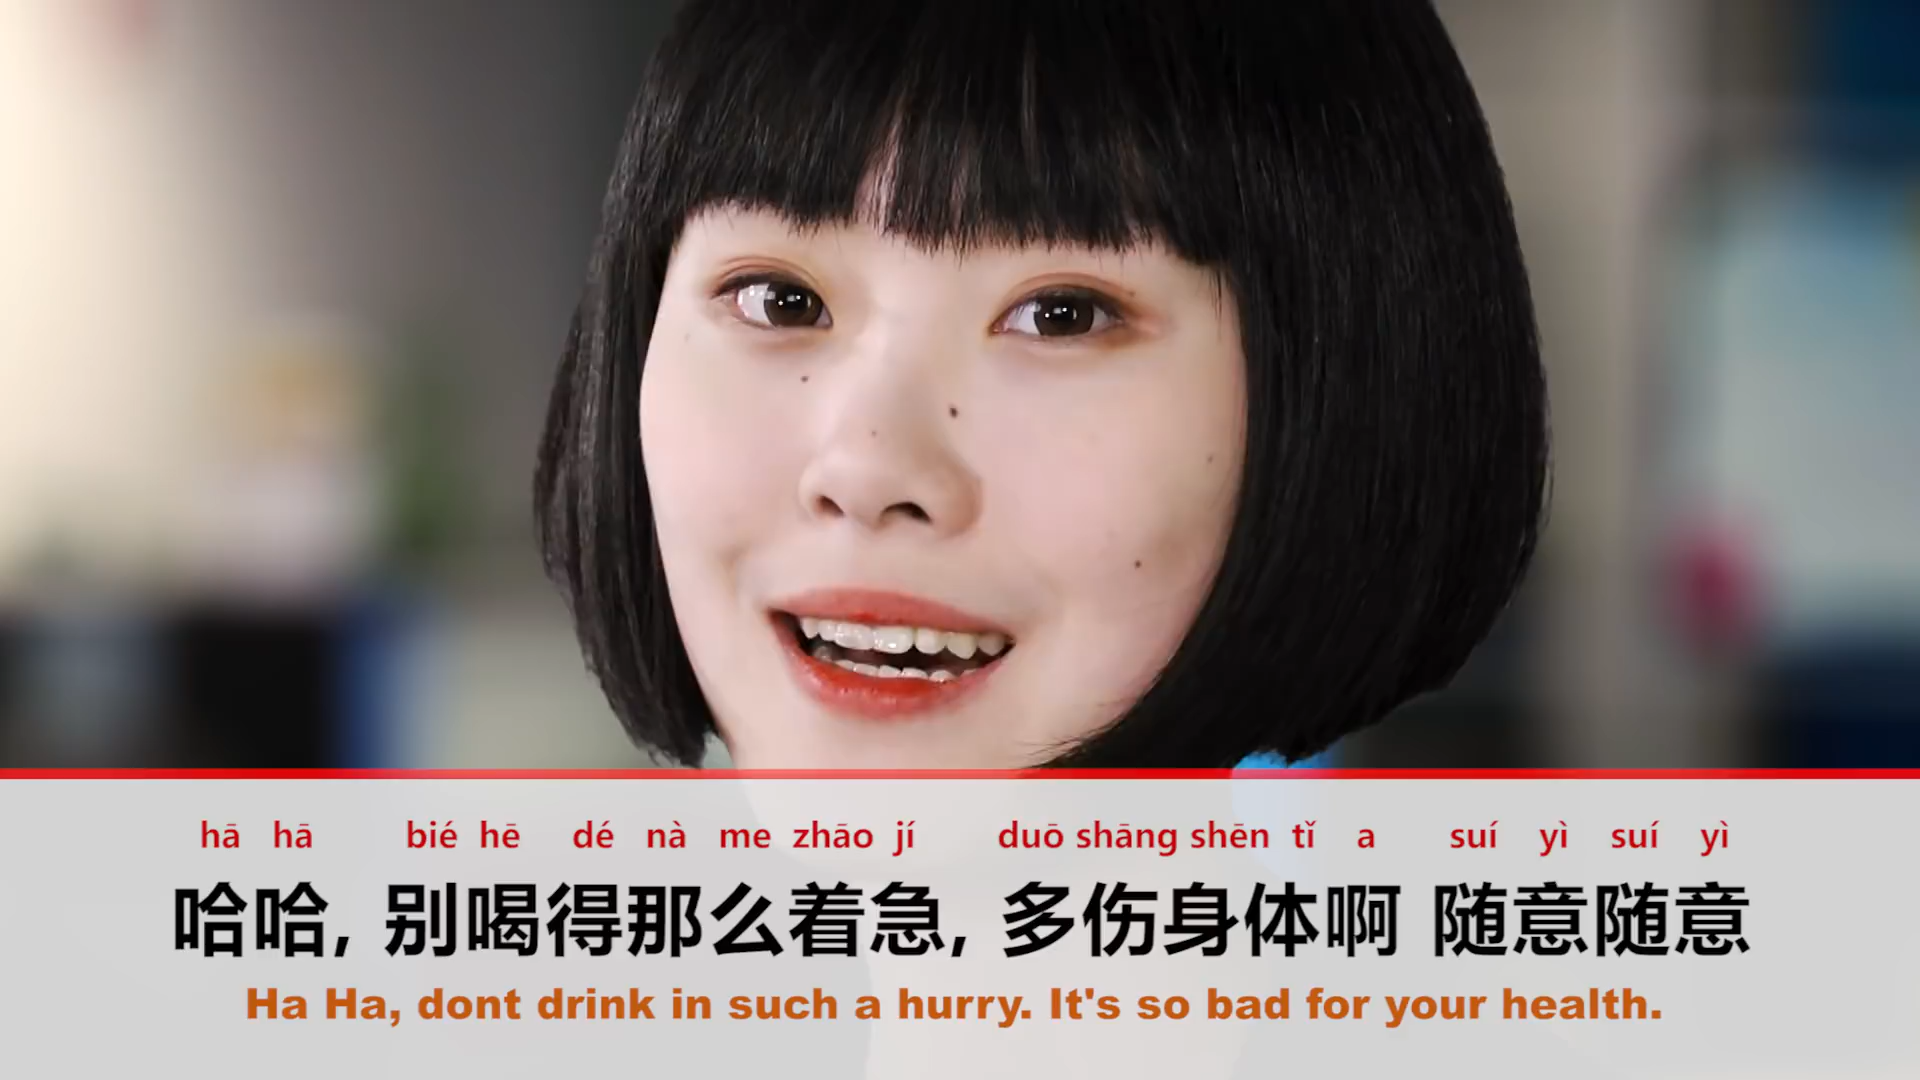 hā hā bié hē dé nà me zhāo jí duō shāng shēn tǐ a suí yì suí yì
哈哈, 别喝得那么着急, 多伤身体啊 随意随意
Ha Ha, dont drink in such a hurry. It's so bad for your health.